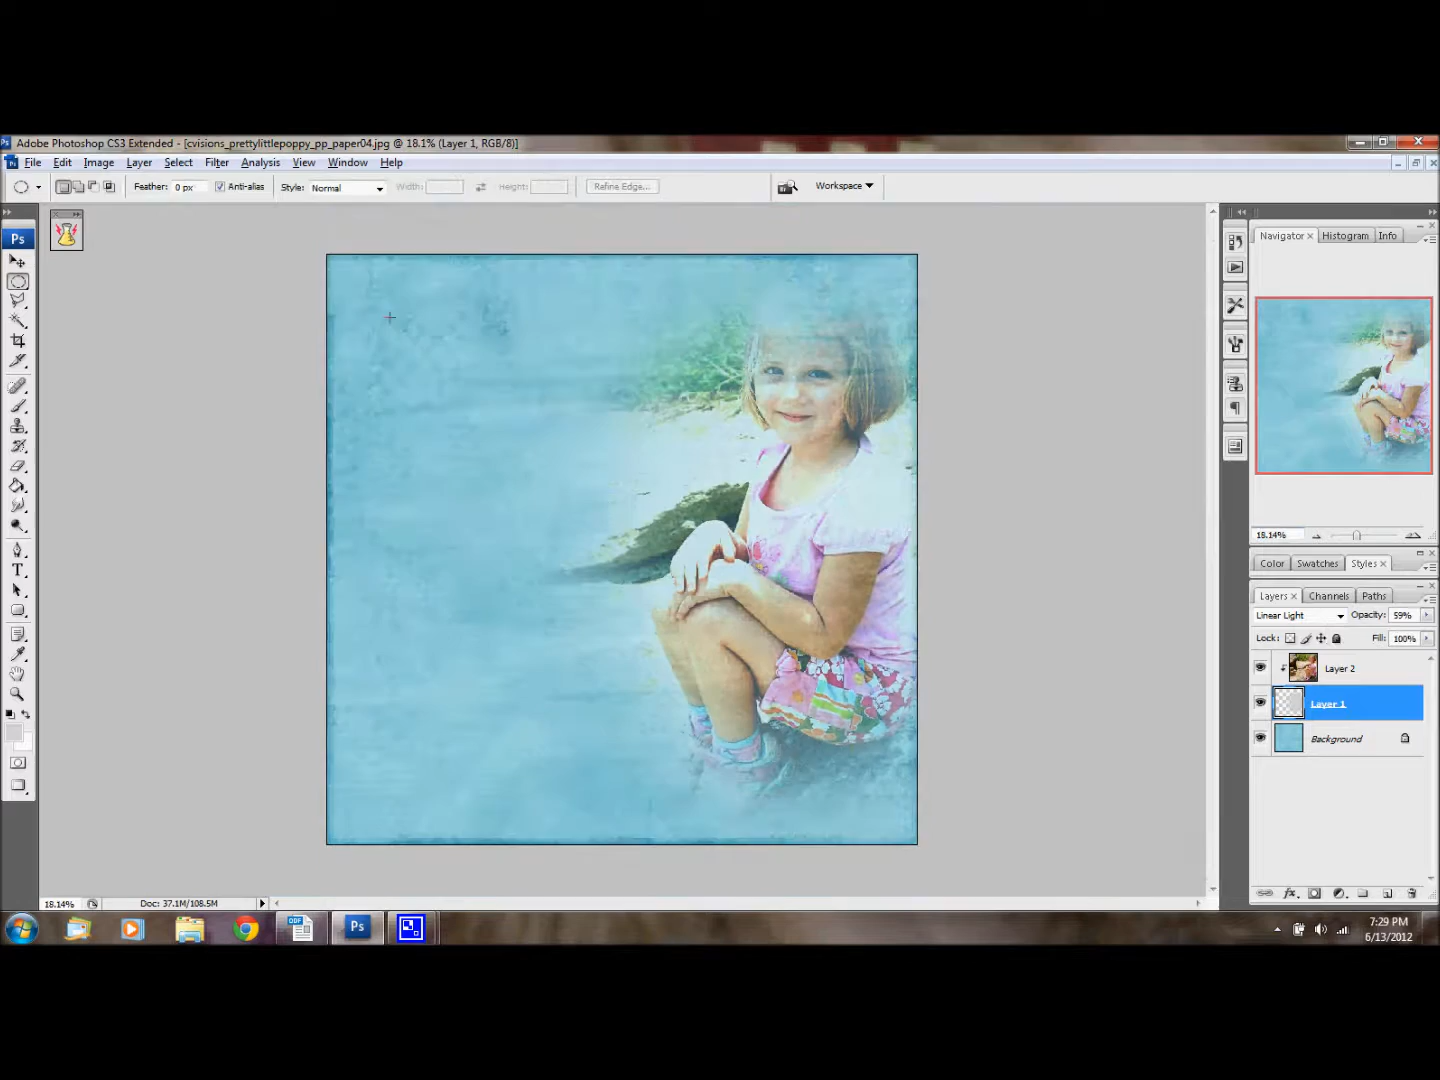 Adobe Photoshop CS3 Extended - [cvisions_prettylittlepoppy_pp_paper04.jpg @ 18.1% (Layer 1, RGB/8)]
File Edit Image Layer Select Filter Analysis View Window Help
Feather: 0 px Anti-alias Style: Normal Width: Height: Refine Edge... Workspace
Ps
Navigator Histogram Info
18.14%
Color Swatches Styles
Layers Channels Paths
Linear Light Opacity: 59%
Lock: Fill: 100%
Layer 2
Layer 1
Background
T
18.14% Doc: 37.1M/108.5M
ODF Ps
7:29 PM
6/13/2012